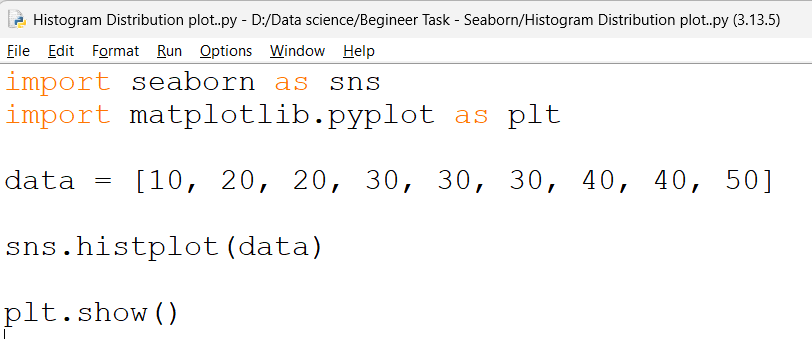 Histogram Distribution plot..py - D:/Data science/Begineer Task - Seaborn/Histogram Distribution plot..py (3.13.5)
File Edit Format Run Options Window Help
import seaborn as sns
import matplotlib.pyplot as plt
data = [10, 20, 20, 30, 30, 30, 40, 40, 50]
sns.histplot(data)
plt.show()